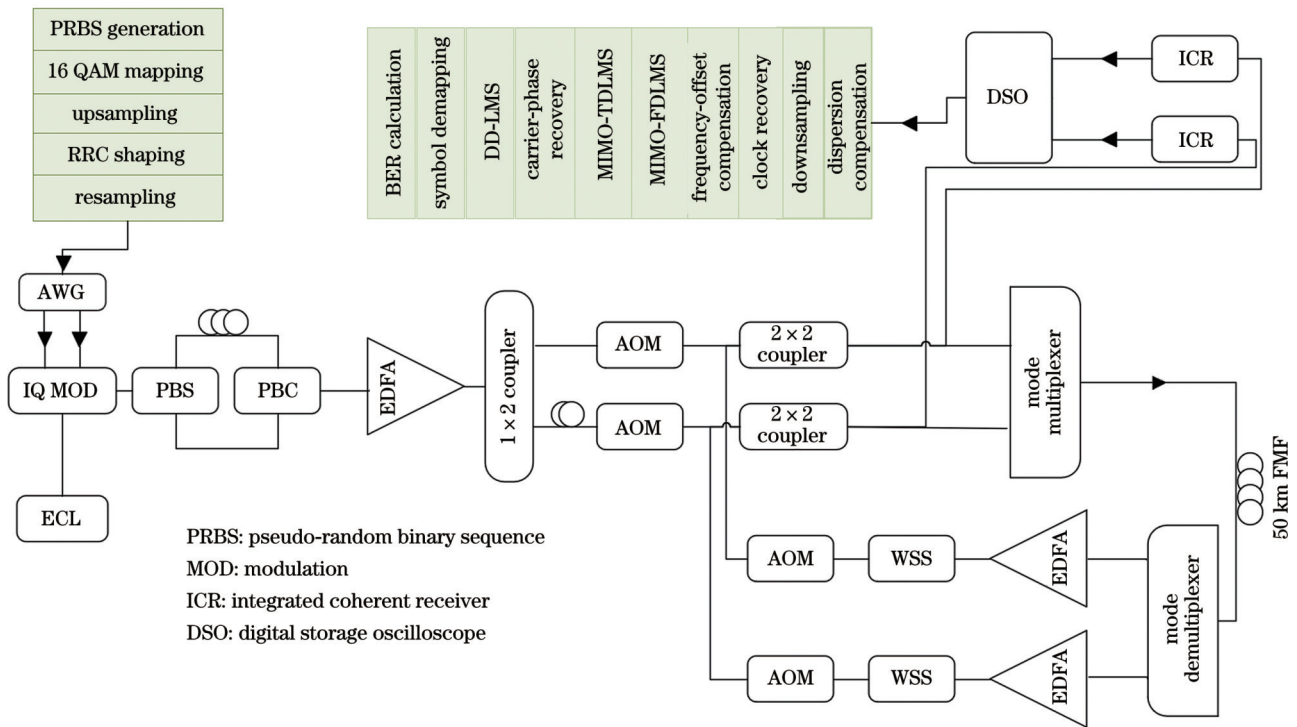 PRBS generation
16 QAM mapping
upsampling
RRC shaping
resampling
BER calculation
symbol demapping
DD-LMS
carrier-phase
recovery
MIMO-TDLMS
MIMO-FDLMS
frequency-offset
compensation
clock recovery
downsampling
dispersion
compensation
DSO
ICR
ICR
AWG
IQ MOD
PBS
PBC
EDFA
1 × 2 coupler
AOM
2 × 2
coupler
AOM
2 × 2
coupler
mode
multiplexer
ECL
50 km FMF
AOM
WSS
EDFA
mode
demultiplexer
AOM
WSS
EDFA
PRBS: pseudo-random binary sequence
MOD: modulation
ICR: integrated coherent receiver
DSO: digital storage oscilloscope